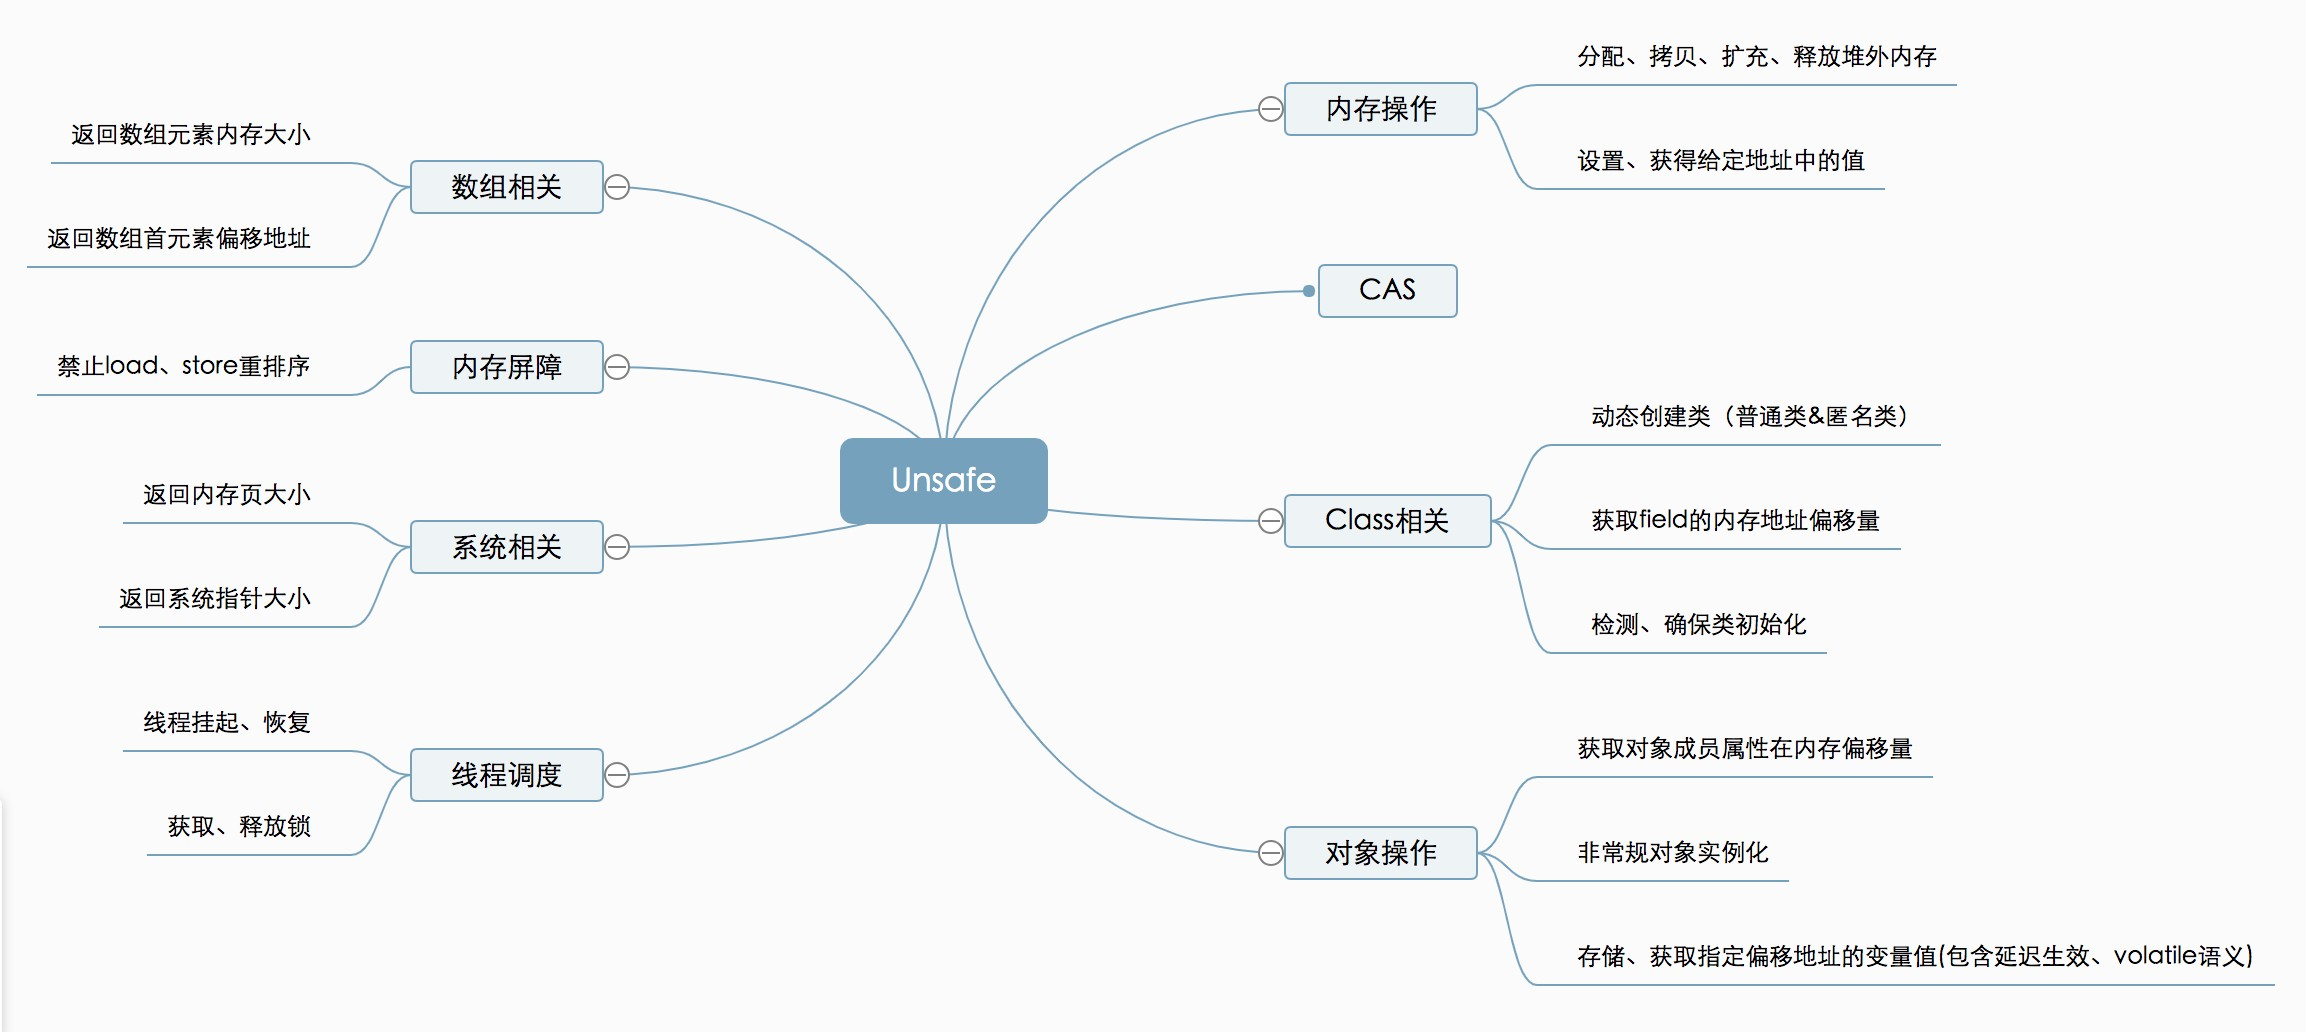 Unsafe
内存操作
分配、拷贝、扩充、释放堆外内存
设置、获得给定地址中的值
CAS
Class相关
动态创建类（普通类&匿名类）
获取field的内存地址偏移量
检测、确保类初始化
对象操作
获取对象成员属性在内存偏移量
非常规对象实例化
存储、获取指定偏移地址的变量值(包含延迟生效、volatile语义)
数组相关
返回数组元素内存大小
返回数组首元素偏移地址
内存屏障
禁止load、store重排序
系统相关
返回内存页大小
返回系统指针大小
线程调度
线程挂起、恢复
获取、释放锁